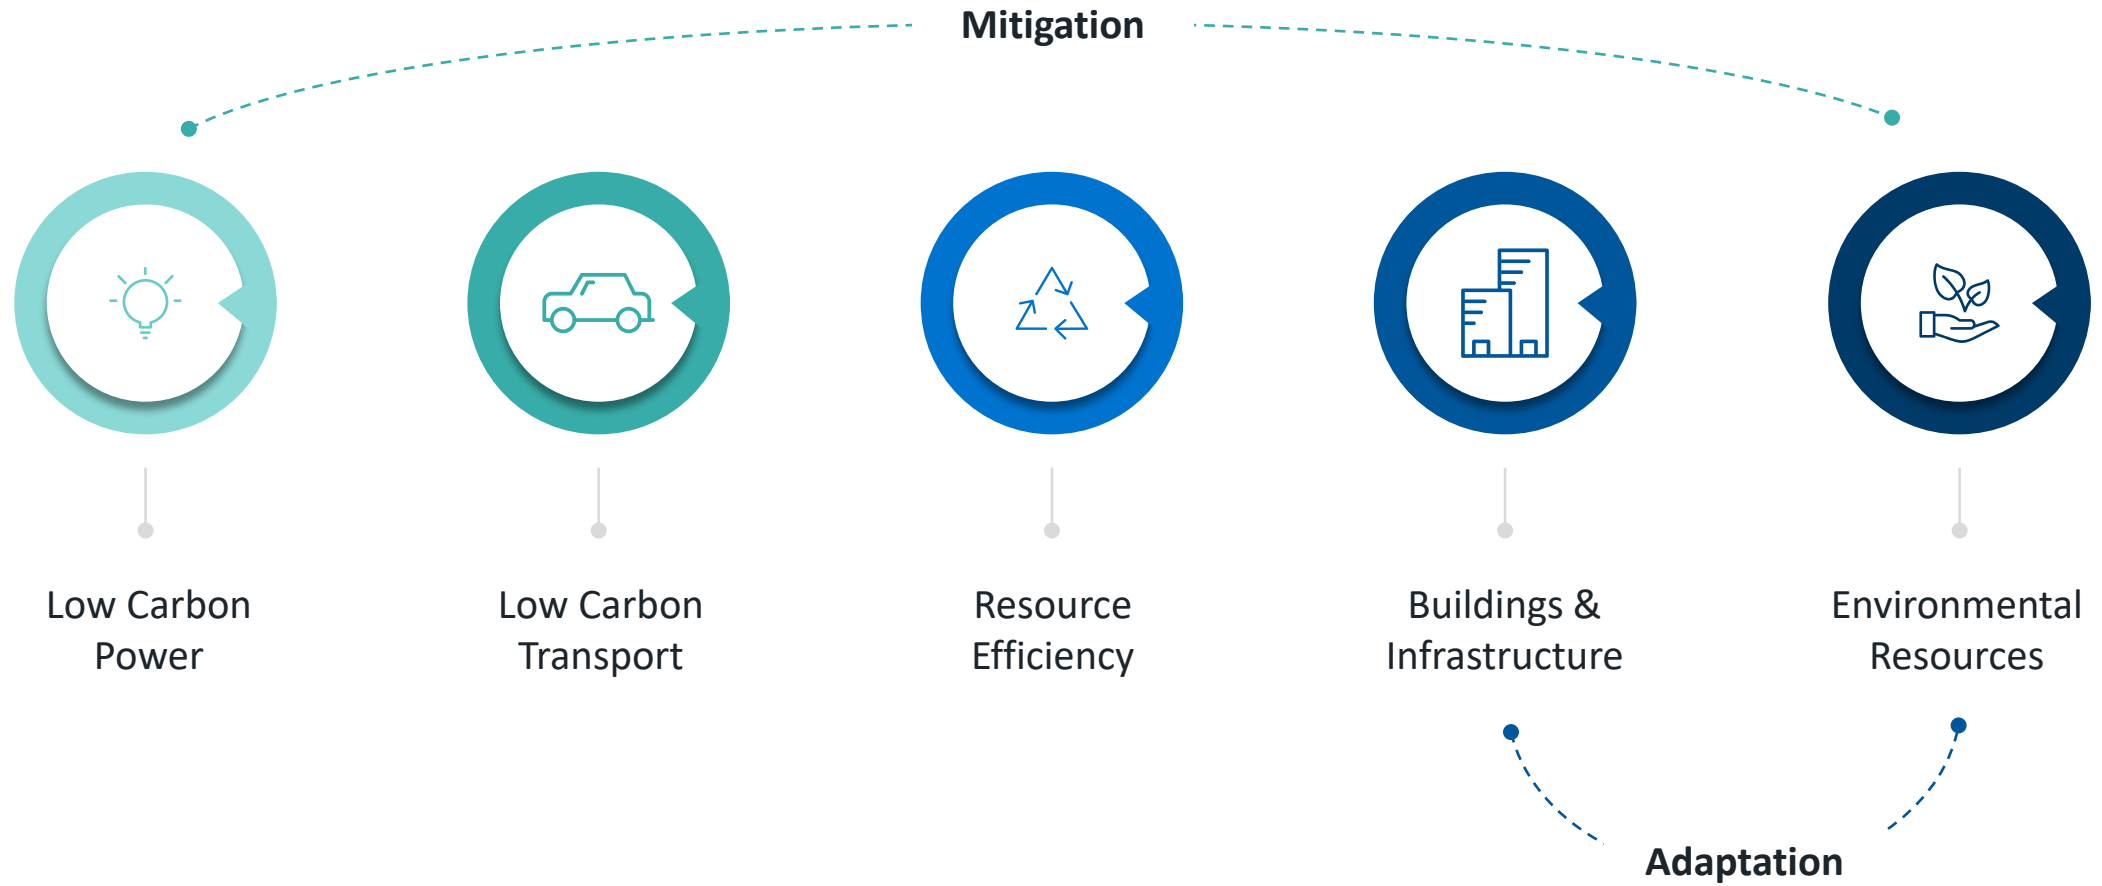 Mitigation
Low Carbon
Power
Low Carbon
Transport
Resource
Efficiency
Buildings &
Infrastructure
Environmental
Resources
Adaptation